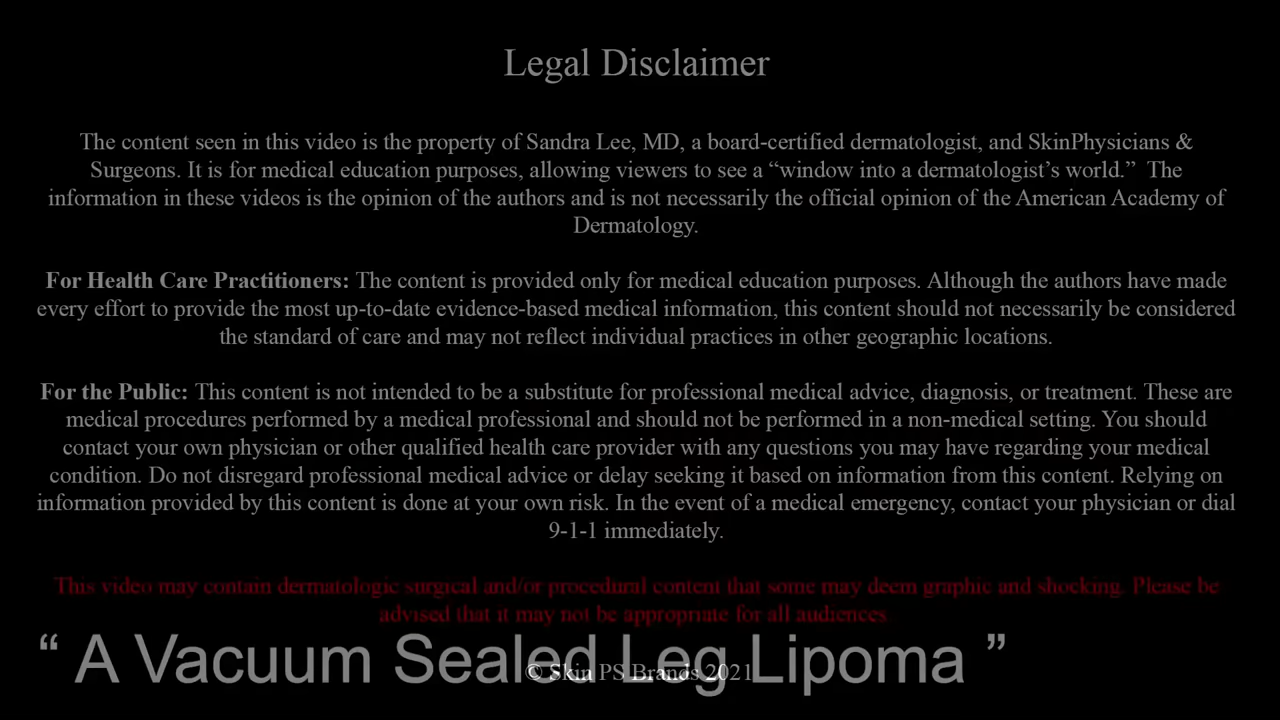 Legal Disclaimer
The content seen in this video is the property of Sandra Lee, MD, a board-certified dermatologist, and SkinPhysicians &
Surgeons. It is for medical education purposes, allowing viewers to see a “window into a dermatologist’s world.” The
information in these videos is the opinion of the authors and is not necessarily the official opinion of the American Academy of
Dermatology.
For Health Care Practitioners: The content is provided only for medical education purposes. Although the authors have made
every effort to provide the most up-to-date evidence-based medical information, this content should not necessarily be considered
the standard of care and may not reflect individual practices in other geographic locations.
For the Public: This content is not intended to be a substitute for professional medical advice, diagnosis, or treatment. These are
medical procedures performed by a medical professional and should not be performed in a non-medical setting. You should
contact your own physician or other qualified health care provider with any questions you may have regarding your medical
condition. Do not disregard professional medical advice or delay seeking it based on information from this content. Relying on
information provided by this content is done at your own risk. In the event of a medical emergency, contact your physician or dial
9-1-1 immediately.
This video may contain dermatologic surgical and/or procedural content that some may deem graphic and shocking. Please be
advised that it may not be appropriate for all audiences.
“ A Vacuum Sealed Leg Lipoma ”
© Skin PS Brands 2021